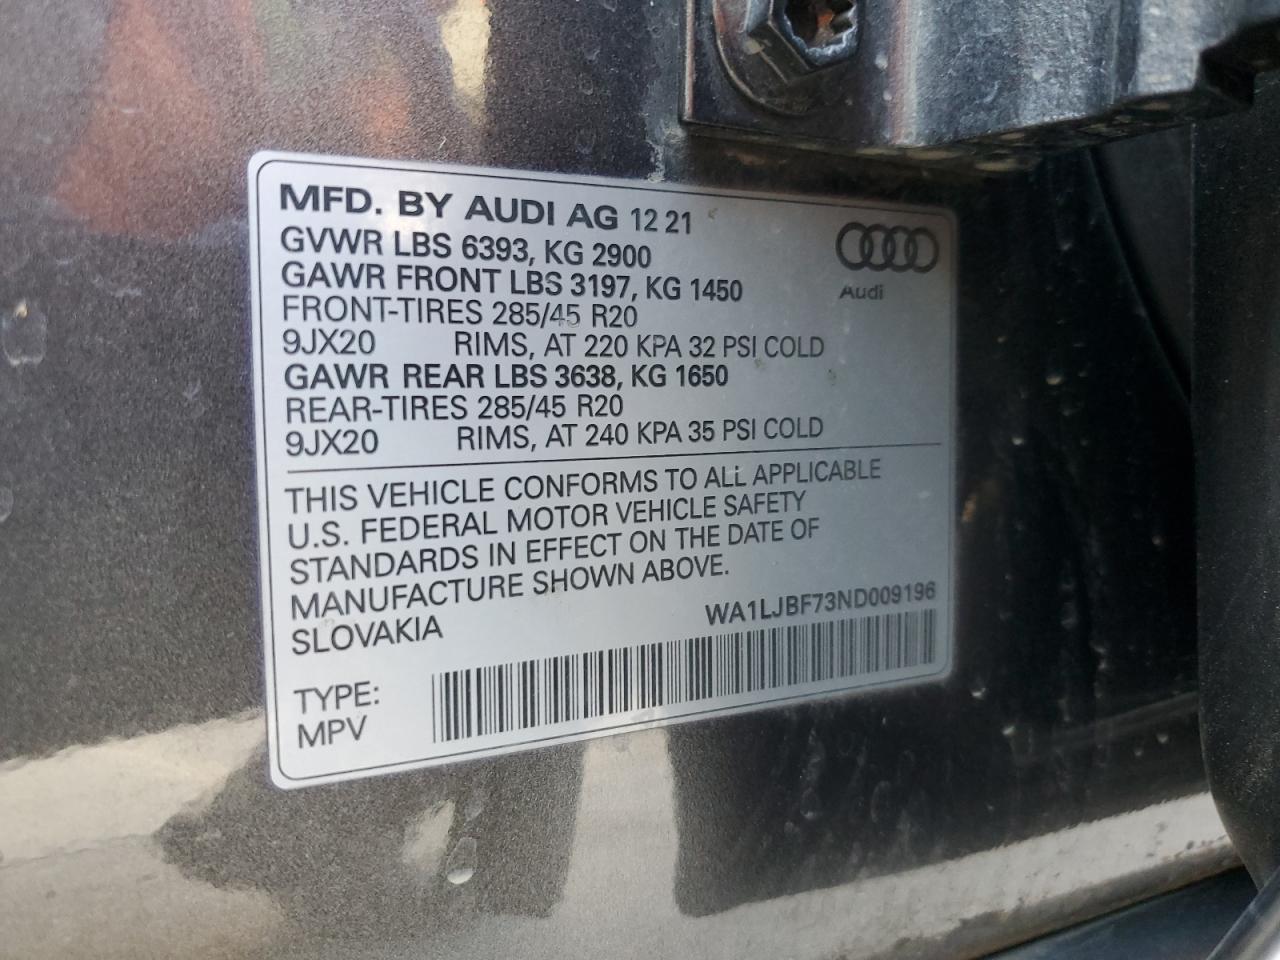 MFD. BY AUDI AG 12 21
GVWR LBS 6393, KG 2900
GAWR FRONT LBS 3197, KG 1450
FRONT-TIRES 285/45 R20
9JX20 RIMS, AT 220 KPA 32 PSI COLD
GAWR REAR LBS 3638, KG 1650
REAR-TIRES 285/45 R20
9JX20 RIMS, AT 240 KPA 35 PSI COLD
Audi
THIS VEHICLE CONFORMS TO ALL APPLICABLE
U.S. FEDERAL MOTOR VEHICLE SAFETY
STANDARDS IN EFFECT ON THE DATE OF
MANUFACTURE SHOWN ABOVE.
SLOVAKIA
WA1LJBF73ND009196
TYPE:
MPV